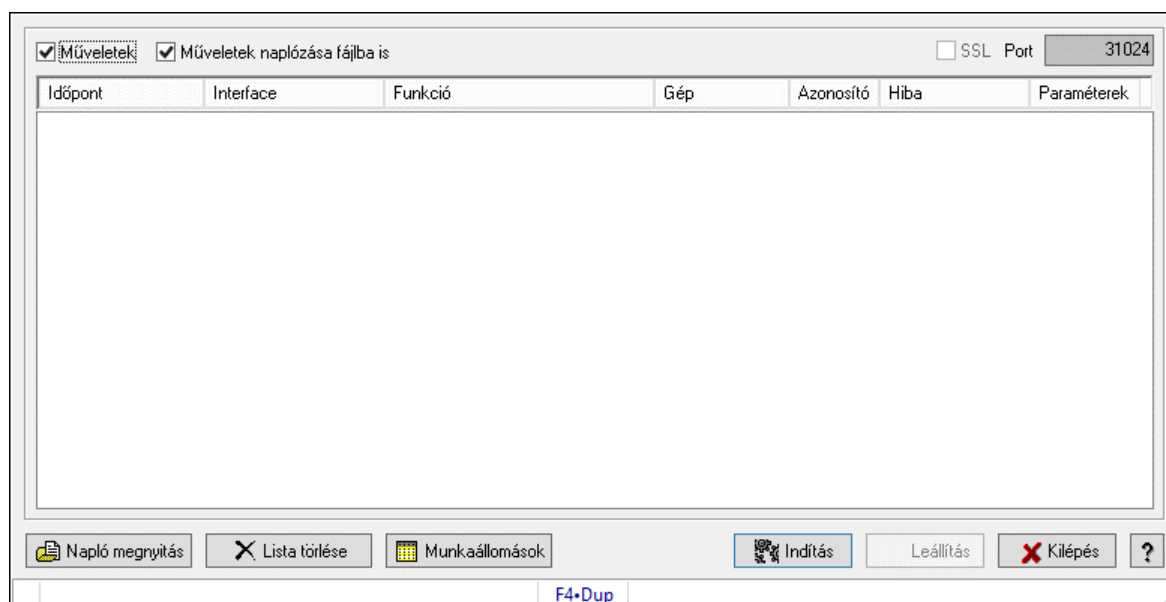 Műveletek Műveletek naplózása fájlba is SSL Port 31024
Időpont Interface Funkció Gép Azonosító Hiba Paraméterek
Napló megnyitás Lista törlése Munkaállomások Indítás Leállítás Kilépés ?
F4•Dup